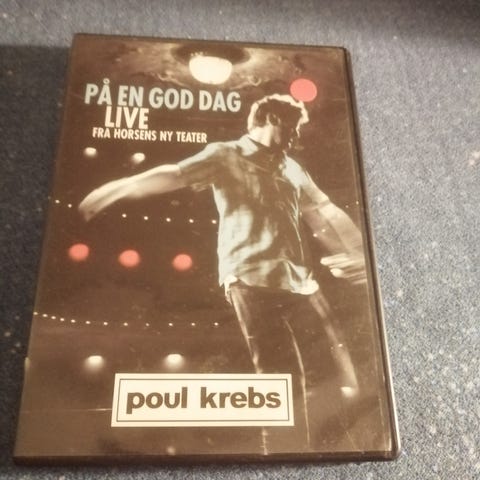 PÅ EN GOD DAG
LIVE
FRA HORSENS NY TEATER
poul krebs